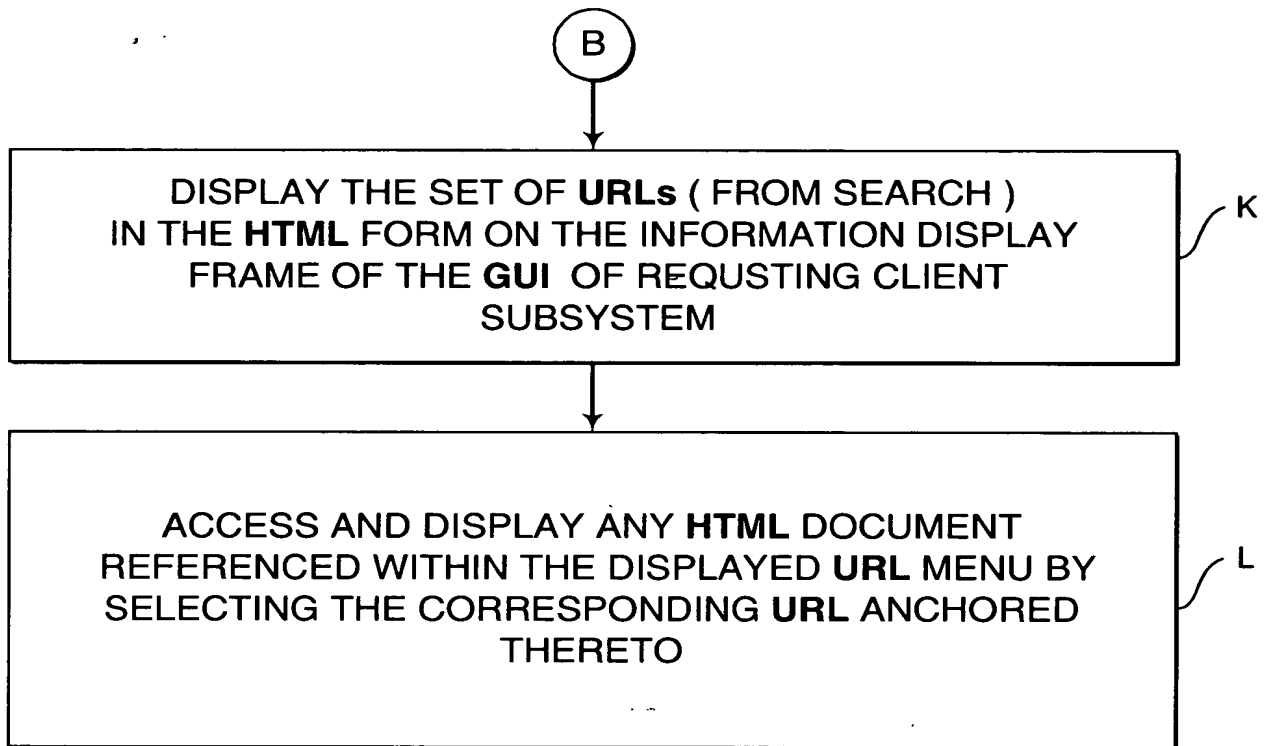 B
DISPLAY THE SET OF URLs ( FROM SEARCH )
IN THE HTML FORM ON THE INFORMATION DISPLAY
FRAME OF THE GUI OF REQUSTING CLIENT
SUBSYSTEM
K
ACCESS AND DISPLAY ANY HTML DOCUMENT
REFERENCED WITHIN THE DISPLAYED URL MENU BY
SELECTING THE CORRESPONDING URL ANCHORED
THERETO
L